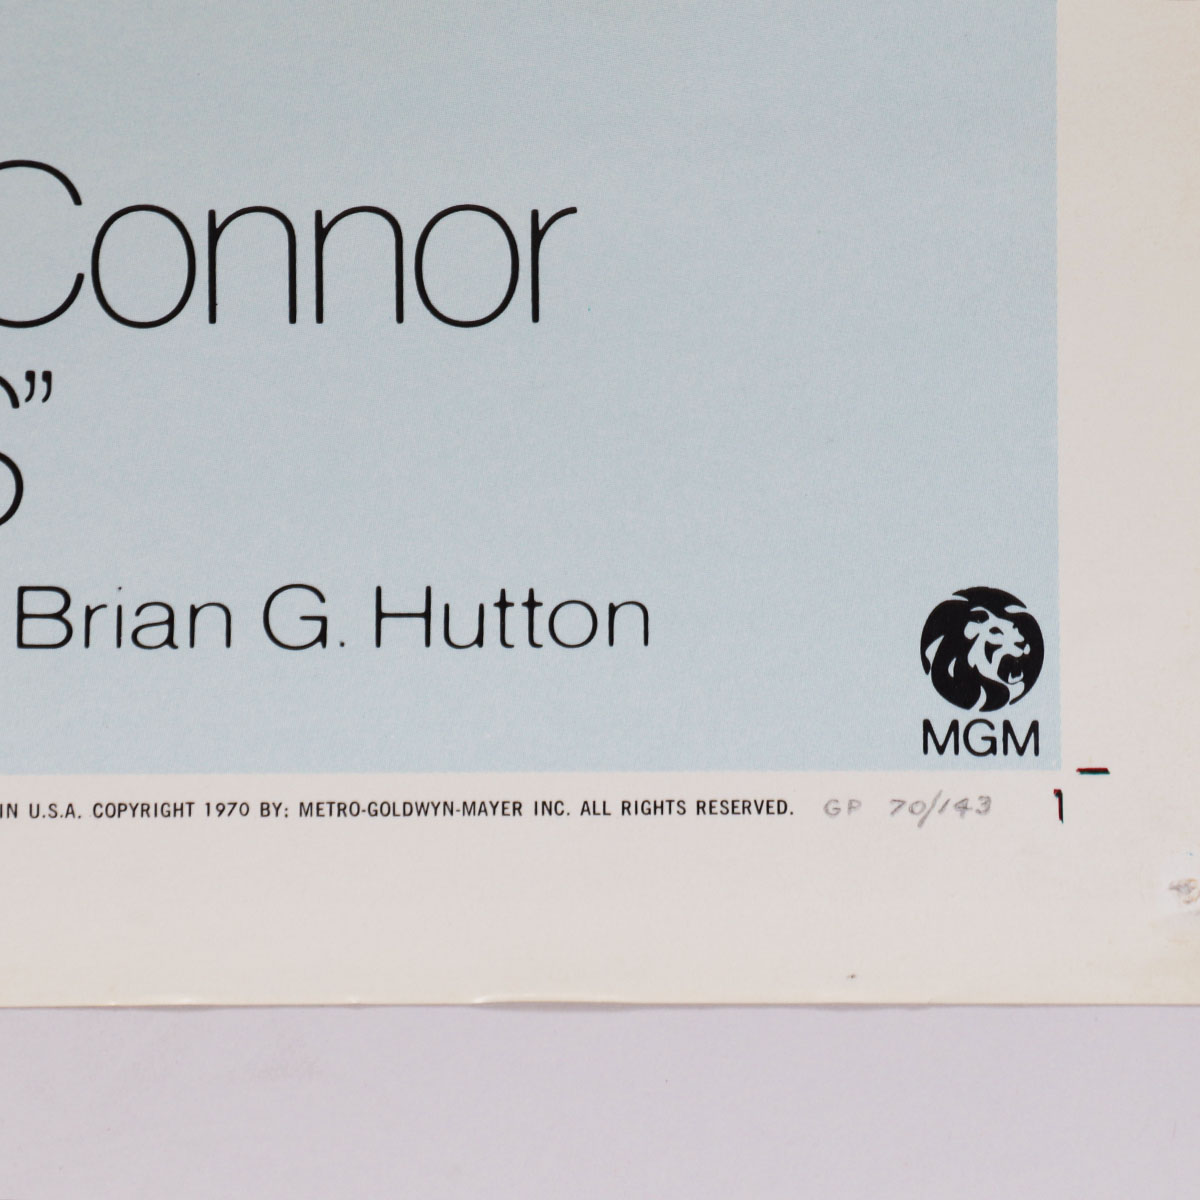 Connor
”
Brian G. Hutton
MGM
IN U.S.A. COPYRIGHT 1970 BY: METRO-GOLDWYN-MAYER INC. ALL RIGHTS RESERVED. GP 70/143